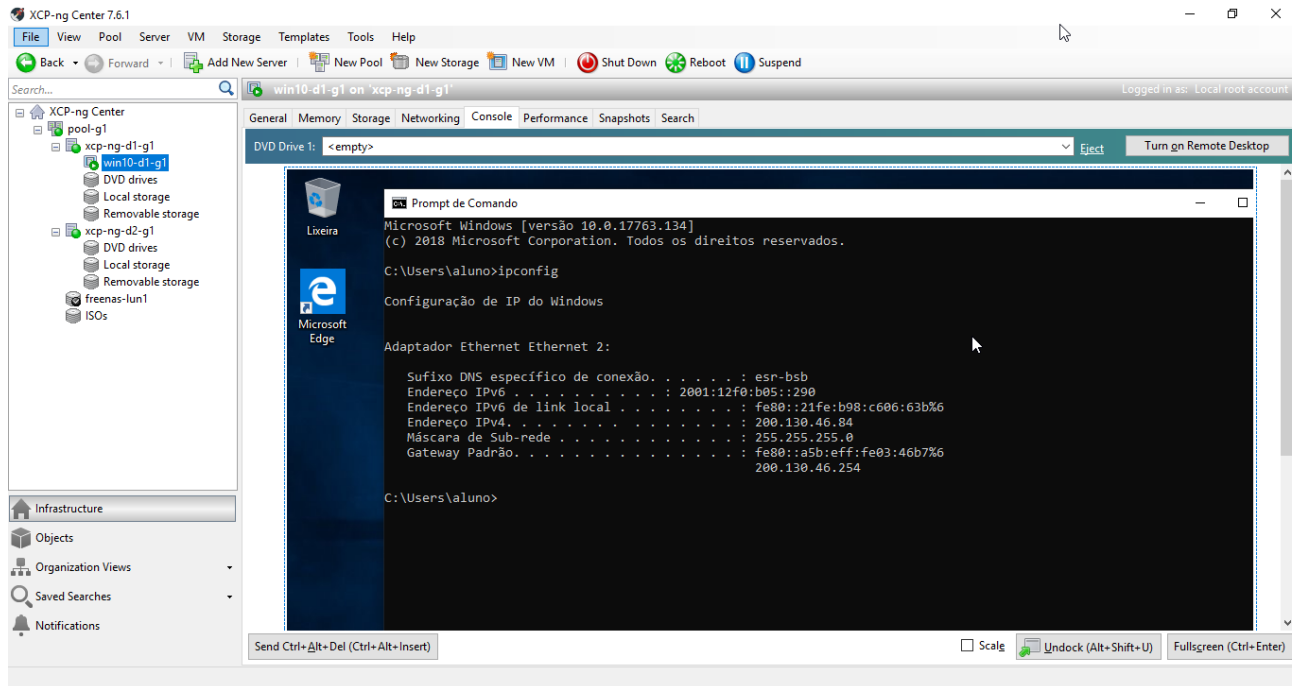 XCP-ng Center 7.6.1
File View Pool Server VM Storage Templates Tools Help
Back Forward Add New Server New Pool New Storage New VM Shut Down Reboot Suspend
Search...
win10-d1-g1 on 'xcp-ng-d1-g1'
Logged in as: Local root account
XCP-ng Center
pool-g1
xcp-ng-d1-g1
win10-d1-g1
DVD drives
Local storage
Removable storage
xcp-ng-d2-g1
DVD drives
Local storage
Removable storage
freenas-lun1
ISOs
Infrastructure
Objects
Organization Views
Saved Searches
Notifications
General Memory Storage Networking Console Performance Snapshots Search
DVD Drive 1: <empty> Eject Turn on Remote Desktop
Lixeira
Microsoft
Edge
Prompt de Comando
Microsoft Windows [versão 10.0.17763.134]
(c) 2018 Microsoft Corporation. Todos os direitos reservados.
C:\Users\aluno>ipconfig
Configuração de IP do Windows
Adaptador Ethernet Ethernet 2:
Sufixo DNS específico de conexão. . . . . . : esr-bsb
Endereço IPv6 . . . . . . . . . . : 2001:12f0:b05::290
Endereço IPv6 de link local . . . . . . . . : fe80::21fe:b98:c606:63b%6
Endereço IPv4. . . . . . . . . . . . . . . : 200.130.46.84
Máscara de Sub-rede . . . . . . . . . . . . : 255.255.255.0
Gateway Padrão. . . . . . . . . . . . . . . : fe80::a5b:eff:fe03:46b7%6
200.130.46.254
C:\Users\aluno>
Send Ctrl+Alt+Del (Ctrl+Alt+Insert) Scale Undock (Alt+Shift+U) Fullscreen (Ctrl+Enter)